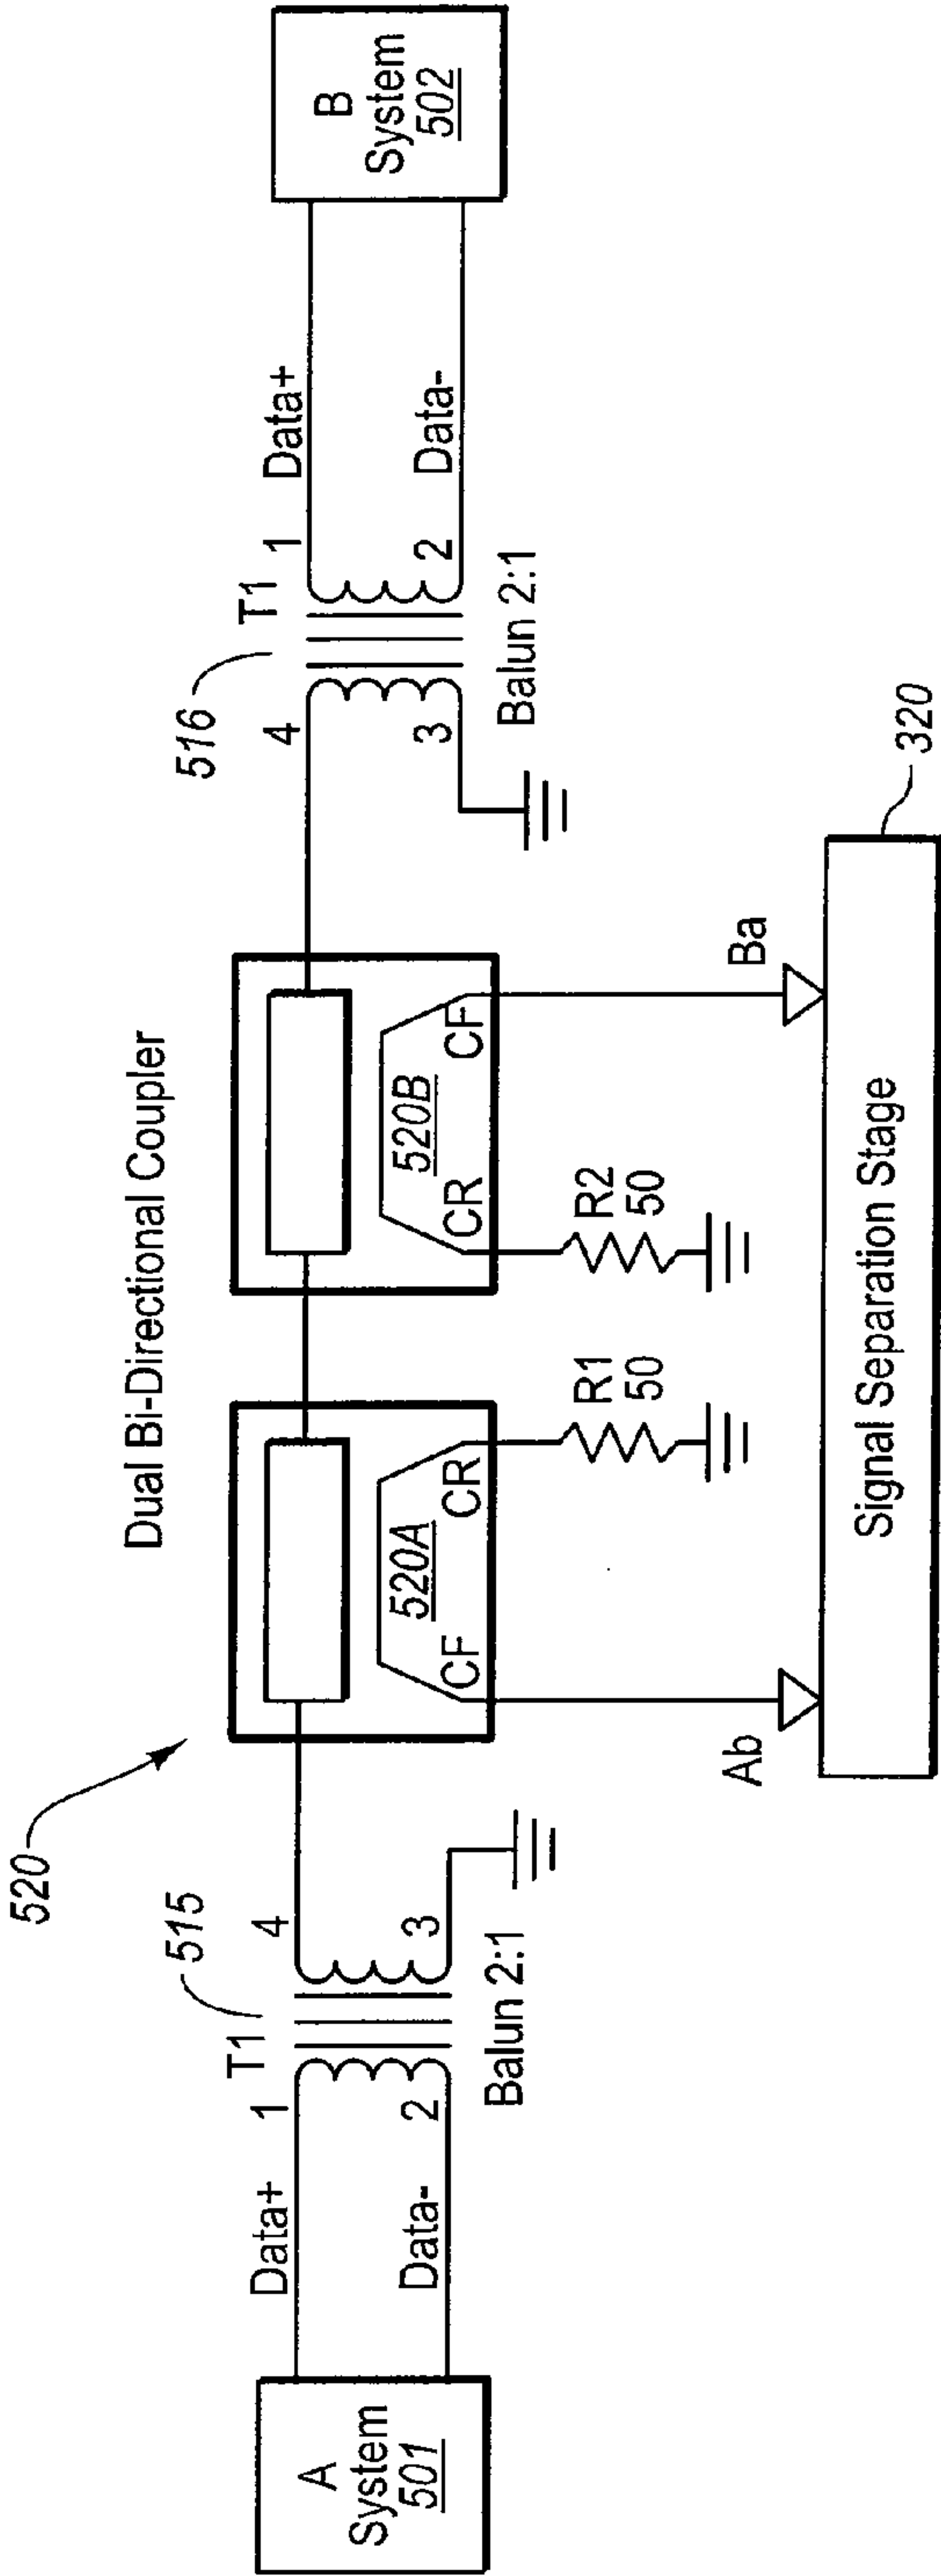 Dual Bi-Directional Coupler
520
515
516
T1
T1
A
System
501
Data+
Data-
1
2
4
3
Balun 2:1
520A
CF
CR
520B
CR
CF
4
3
1
2
Balun 2:1
Data+
Data-
B
System
502
R1
50
R2
50
Ab
Ba
Signal Separation Stage
320